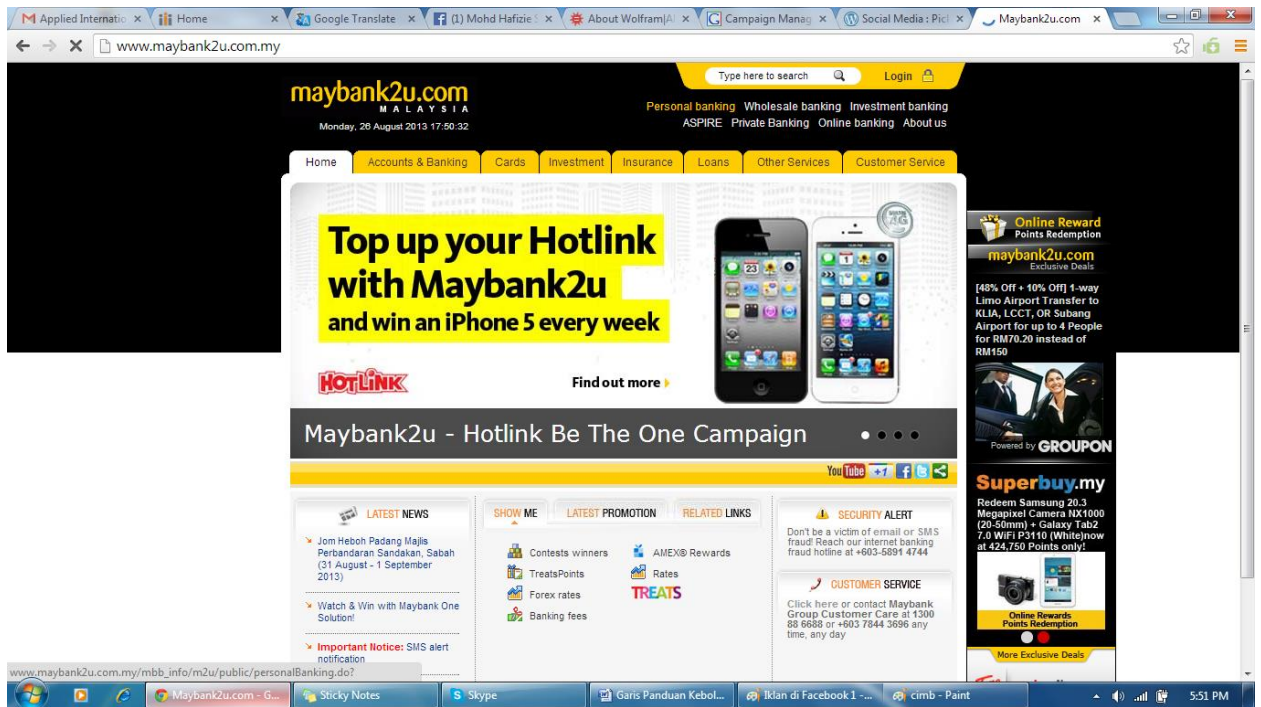 Applied Internatio
Home
Google Translate
(1) Mohd Hafizie S
About Wolfram|Al
Campaign Manag
Social Media : Picl
Maybank2u.com
www.maybank2u.com.my
Type here to search
Login
maybank2u.com
MALAYSIA
Monday, 26 August 2013 17:50:32
Personal banking Wholesale banking Investment banking
ASPIRE Private Banking Online banking About us
Home Accounts & Banking Cards Investment Insurance Loans Other Services Customer Service
Top up your Hotlink
with Maybank2u
and win an iPhone 5 every week
HOTLINK
Find out more
Maybank2u - Hotlink Be The One Campaign
Online Reward
Points Redemption
maybank2u.com
Exclusive Deals
[48% Off + 10% Off] 1-way
Limo Airport Transfer to
KLIA, LCCT, OR Subang
Airport for up to 4 People
for RM70.20 instead of
RM150
Powered by GROUPON
You Tube +1
LATEST NEWS
Jom Heboh Padang Majlis
Perbandaran Sandakan, Sabah
(31 August - 1 September
2013)
Watch & Win with Maybank One
Solution!
Important Notice: SMS alert
notification
SHOW ME LATEST PROMOTION RELATED LINKS
Contests winners
TreatsPoints
Forex rates
Banking fees
AMEX® Rewards
Rates
TREATS
SECURITY ALERT
Don't be a victim of email or SMS
fraud! Reach our internet banking
fraud hotline at +603-5891 4744
CUSTOMER SERVICE
Click here or contact Maybank
Group Customer Care at 1300
88 6688 or +603 7844 3696 any
time, any day
Superbuy.my
Redeem Samsung 20.3
Megapixel Camera NX1000
(20-50mm) + Galaxy Tab2
7.0 WiFi P3110 (White)now
at 424,750 Points only!
Online Rewards
Points Redemption
More Exclusive Deals
www.maybank2u.com.my/mbb_info/m2u/public/personalBanking.do?
Maybank2u.com - G...
Sticky Notes
Skype
Garis Panduan Kebol...
Iklan di Facebook 1 -...
cimb - Paint
5:51 PM